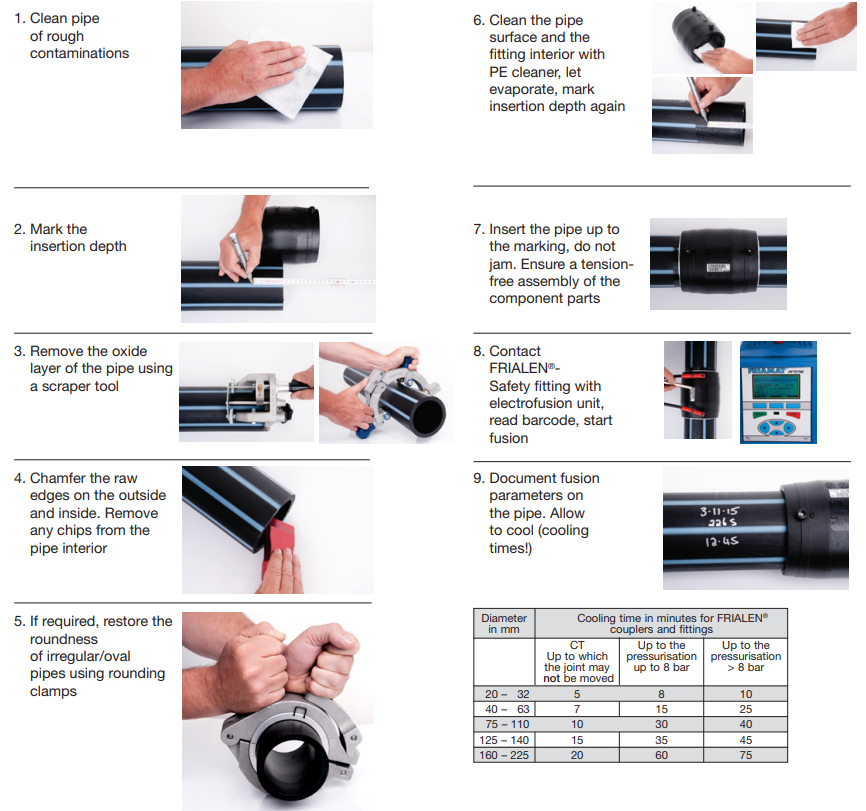 1. Clean pipe
of rough
contaminations
2. Mark the
insertion depth
3. Remove the oxide
layer of the pipe using
a scraper tool
4. Chamfer the raw
edges on the outside
and inside. Remove
any chips from the
pipe interior
5. If required, restore the
roundness
of irregular/oval
pipes using rounding
clamps
6. Clean the pipe
surface and the
fitting interior with
PE cleaner, let
evaporate, mark
insertion depth again
7. Insert the pipe up to
the marking, do not
jam. Ensure a tension-
free assembly of the
component parts
8. Contact
FRIALEN®-
Safety fitting with
electrofusion unit,
read barcode, start
fusion
FRIAMAT
9. Document fusion
parameters on
the pipe. Allow
to cool (cooling
times!)
3.11.15
226S
12.45
Diameter
in mm
Cooling time in minutes for FRIALEN®
couplers and fittings
CT
Up to which
the joint may
not be moved
Up to the
pressurisation
up to 8 bar
Up to the
pressurisation
> 8 bar
20 – 32 5 8 10
40 – 63 7 15 25
75 – 110 10 30 40
125 – 140 15 35 45
160 – 225 20 60 75